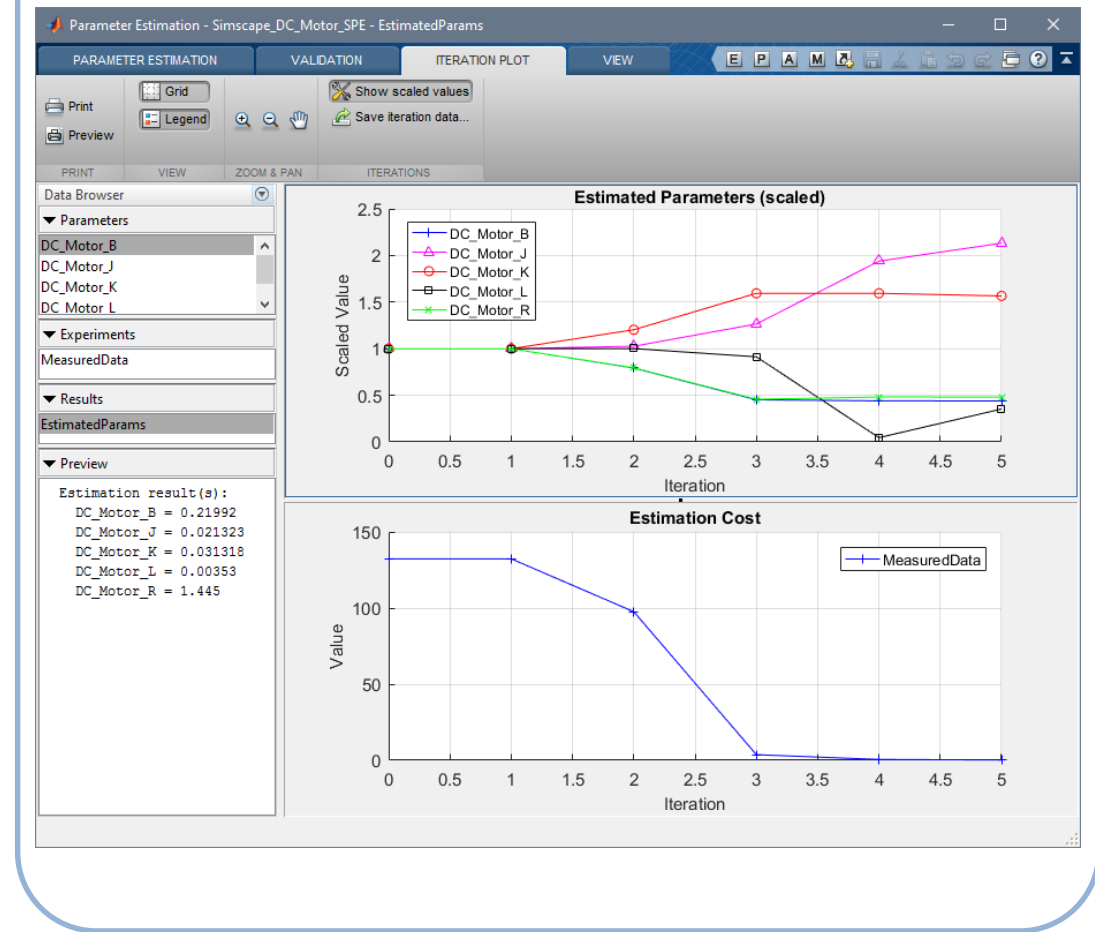 Parameter Estimation - Simscape_DC_Motor_SPE - EstimatedParams
PARAMETER ESTIMATION VALIDATION ITERATION PLOT VIEW E P A M ?
Print
Preview
Grid
Legend
Show scaled values
Save iteration data...
PRINT VIEW ZOOM & PAN ITERATIONS
Data Browser
Parameters
DC_Motor_B
DC_Motor_J
DC_Motor_K
DC_Motor_L
Experiments
MeasuredData
Results
EstimatedParams
Preview
Estimation result(s):
DC_Motor_B = 0.21992
DC_Motor_J = 0.021323
DC_Motor_K = 0.031318
DC_Motor_L = 0.00353
DC_Motor_R = 1.445
Estimated Parameters (scaled)
2.5
2
1.5
1
0.5
0
Scaled Value
DC_Motor_B
DC_Motor_J
DC_Motor_K
DC_Motor_L
DC_Motor_R
0 0.5 1 1.5 2 2.5 3 3.5 4 4.5 5
Iteration
Estimation Cost
150
100
50
0
Value
MeasuredData
0 0.5 1 1.5 2 2.5 3 3.5 4 4.5 5
Iteration